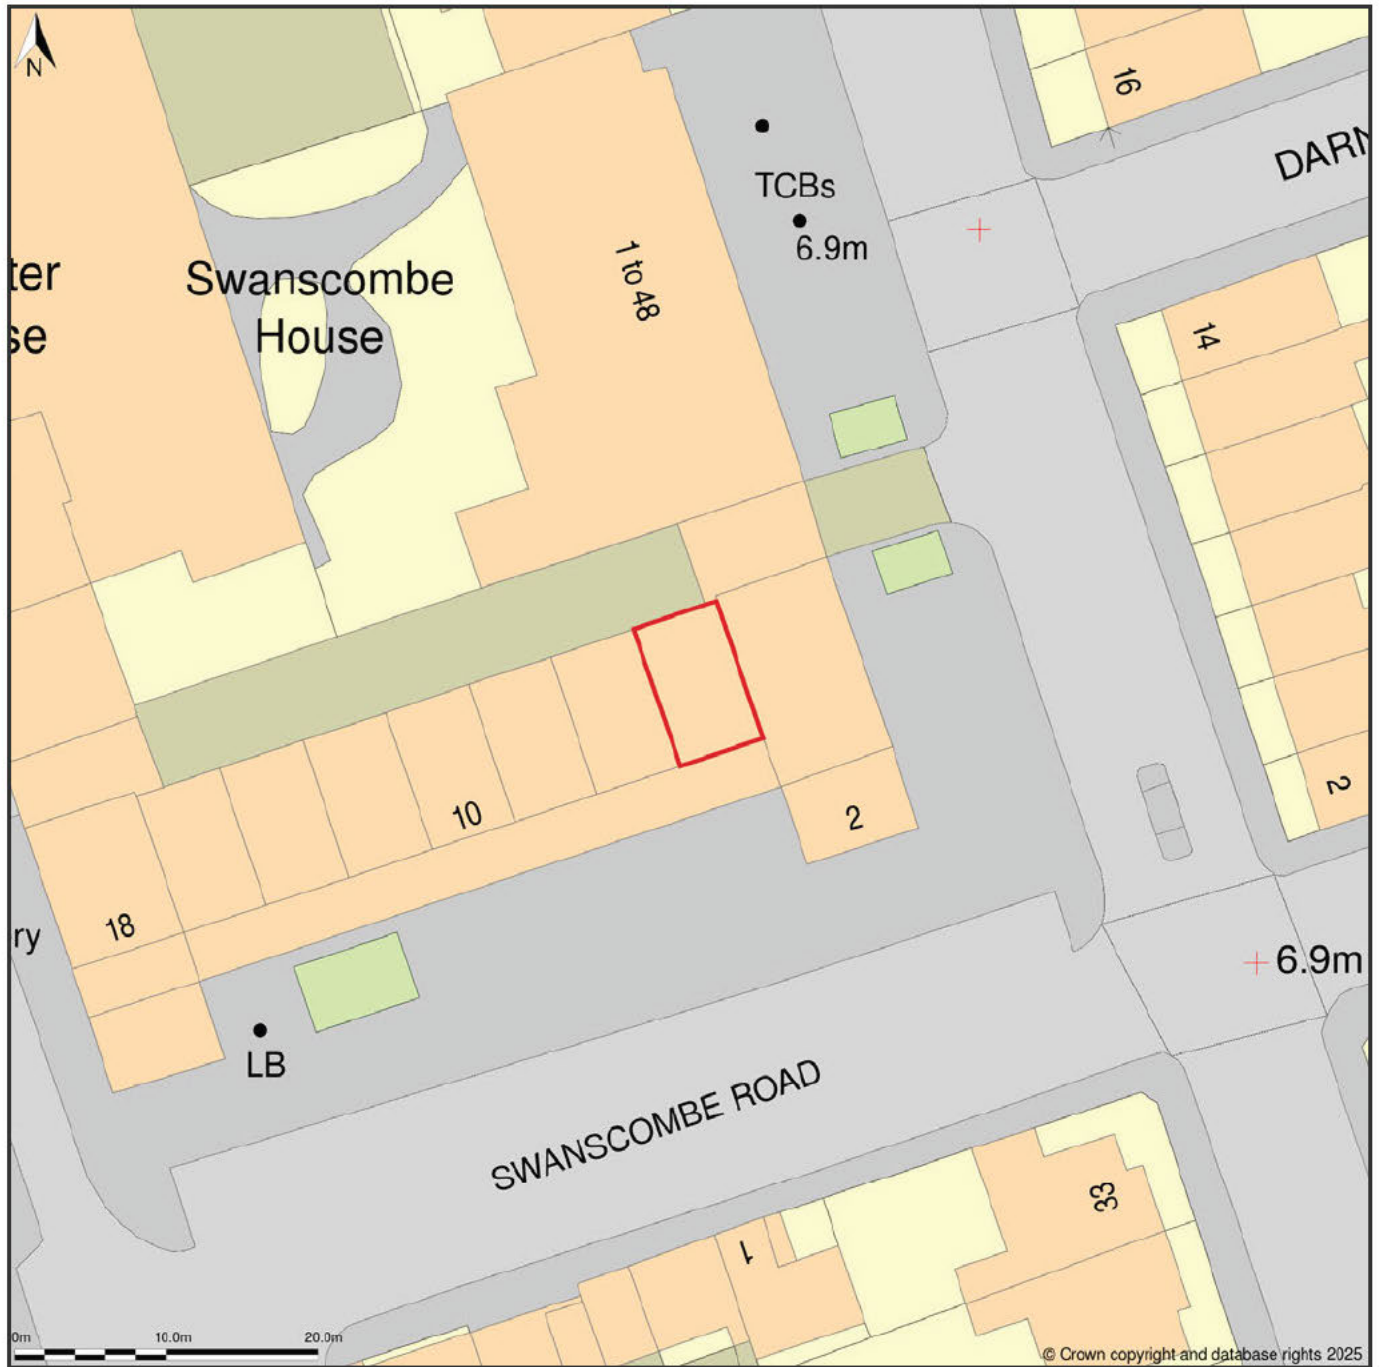 N
16
DARN
TCBs
6.9m
ter
se
Swanscombe
House
1 to 48
14
2
10
2
18
ry
6.9m
LB
SWANSCOMBE ROAD
33
1
0m 10.0m 20.0m
© Crown copyright and database rights 2025